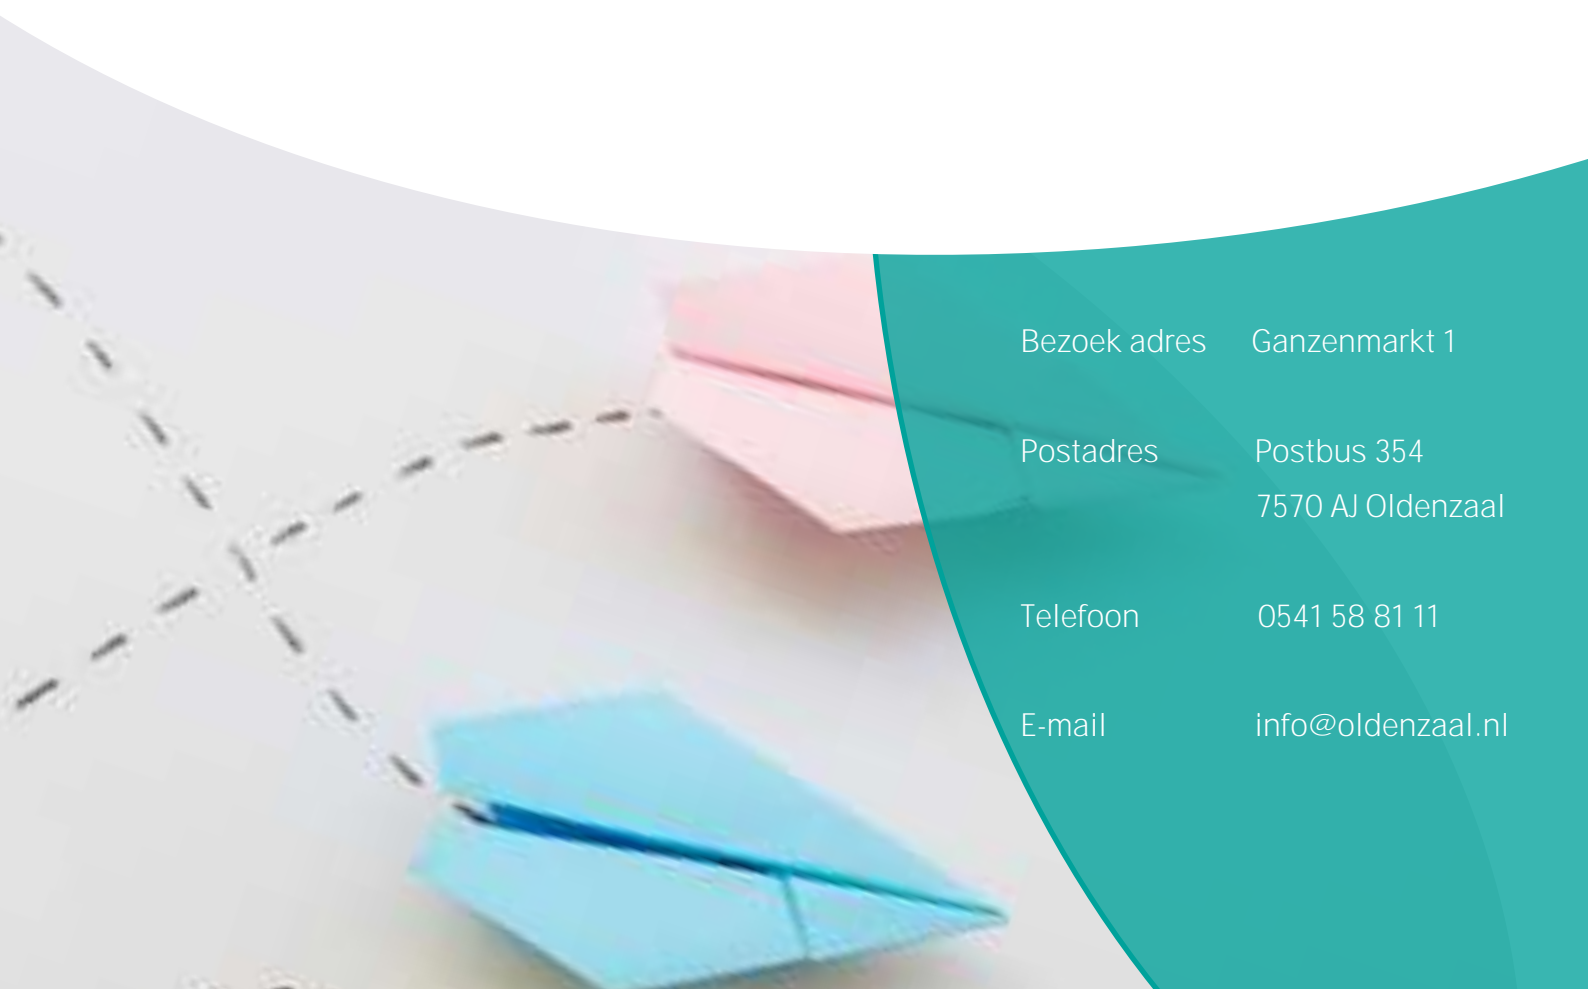 Bezoek adres Ganzenmarkt 1
Postadres Postbus 354
7570 AJ Oldenzaal
Telefoon 0541 58 81 11
E-mail info@oldenzaal.nl